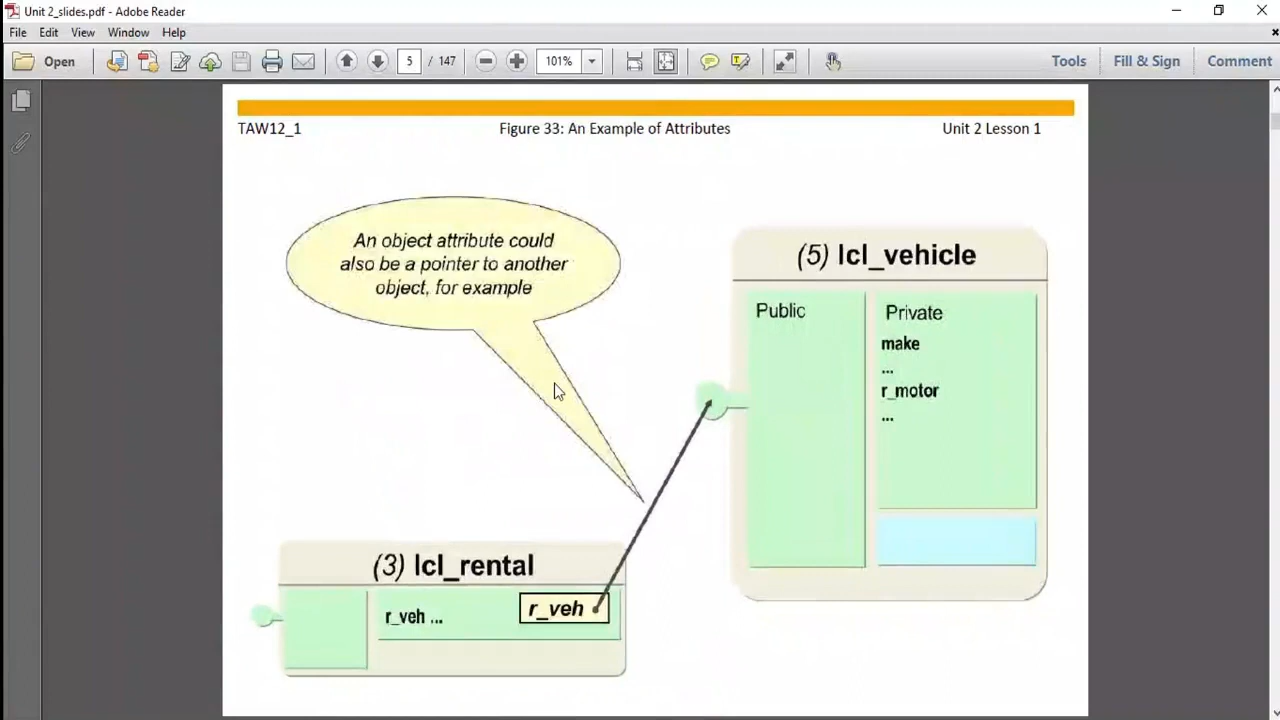 Unit 2_slides.pdf - Adobe Reader
File Edit View Window Help
Open 5 / 147 101% Tools Fill & Sign Comment
TAW12_1 Figure 33: An Example of Attributes Unit 2 Lesson 1
An object attribute could
also be a pointer to another
object, for example
(5) lcl_vehicle
Public
Private
make
...
r_motor
...
(3) lcl_rental
r_veh ...
r_veh